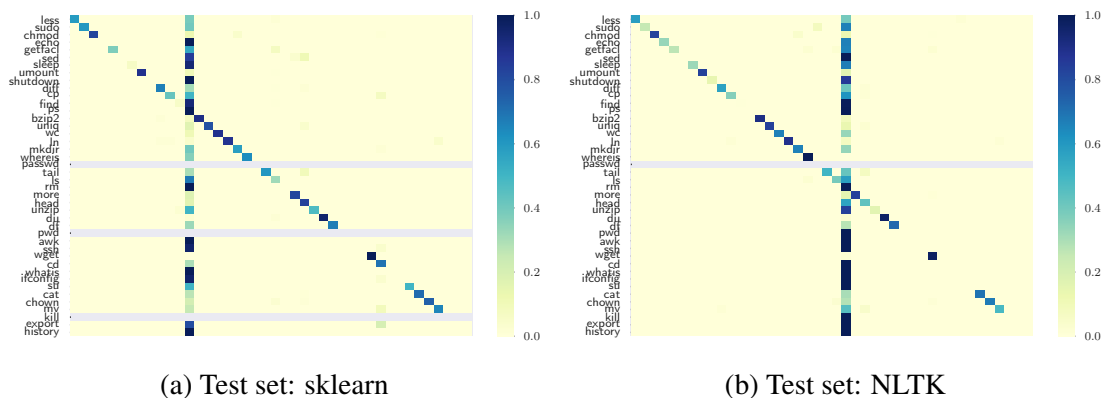 less
sudo
chmod
echo
getfacl
sed
sleep
umount
shutdown
diff
cp
find
ps
bzip2
uniq
wc
ln
mkdir
whereis
passwd
tail
ls
rm
more
head
unzip
du
df
pwd
awk
ssh
wget
cd
whatis
ifconfig
su
cat
chown
mv
kill
export
history
1.0
0.8
0.6
0.4
0.2
0.0
(a) Test set: sklearn
less
sudo
chmod
echo
getfacl
sed
sleep
umount
shutdown
diff
cp
find
ps
bzip2
uniq
wc
ln
mkdir
whereis
passwd
tail
ls
rm
more
head
unzip
du
df
pwd
awk
ssh
wget
cd
whatis
ifconfig
su
cat
chown
mv
kill
export
history
1.0
0.8
0.6
0.4
0.2
0.0
(b) Test set: NLTK